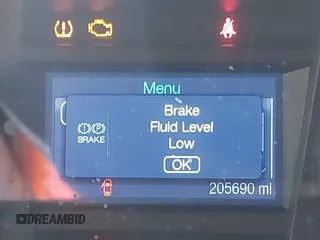 Menu
Brake
Fluid Level
Low
BRAKE
OK
205690 mi
DREAMBID